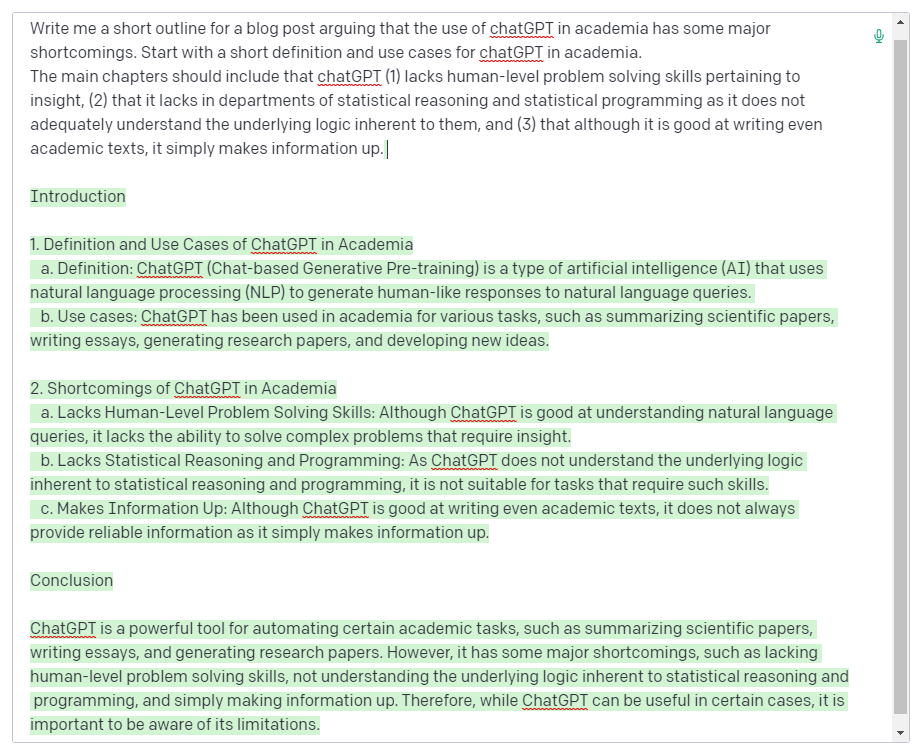 Write me a short outline for a blog post arguing that the use of chatGPT in academia has some major
shortcomings. Start with a short definition and use cases for chatGPT in academia.
The main chapters should include that chatGPT (1) lacks human-level problem solving skills pertaining to
insight, (2) that it lacks in departments of statistical reasoning and statistical programming as it does not
adequately understand the underlying logic inherent to them, and (3) that although it is good at writing even
academic texts, it simply makes information up.
Introduction
1. Definition and Use Cases of ChatGPT in Academia
a. Definition: ChatGPT (Chat-based Generative Pre-training) is a type of artificial intelligence (AI) that uses
natural language processing (NLP) to generate human-like responses to natural language queries.
b. Use cases: ChatGPT has been used in academia for various tasks, such as summarizing scientific papers,
writing essays, generating research papers, and developing new ideas.
2. Shortcomings of ChatGPT in Academia
a. Lacks Human-Level Problem Solving Skills: Although ChatGPT is good at understanding natural language
queries, it lacks the ability to solve complex problems that require insight.
b. Lacks Statistical Reasoning and Programming: As ChatGPT does not understand the underlying logic
inherent to statistical reasoning and programming, it is not suitable for tasks that require such skills.
c. Makes Information Up: Although ChatGPT is good at writing even academic texts, it does not always
provide reliable information as it simply makes information up.
Conclusion
ChatGPT is a powerful tool for automating certain academic tasks, such as summarizing scientific papers,
writing essays, and generating research papers. However, it has some major shortcomings, such as lacking
human-level problem solving skills, not understanding the underlying logic inherent to statistical reasoning and
programming, and simply making information up. Therefore, while ChatGPT can be useful in certain cases, it is
important to be aware of its limitations.